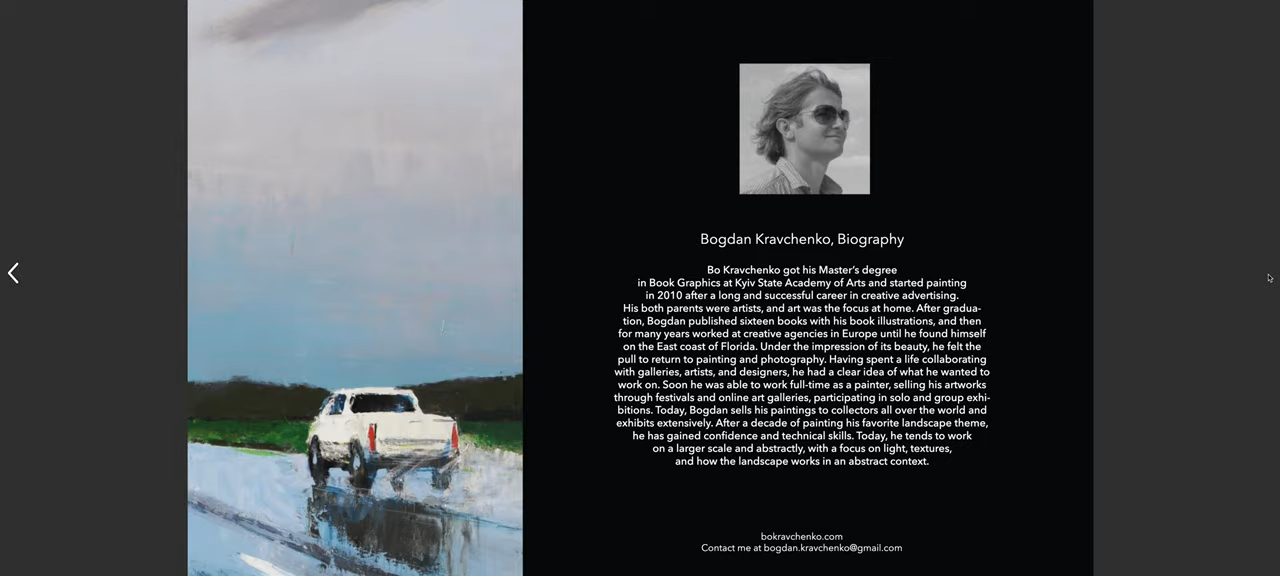 Bogdan Kravchenko, Biography
Bo Kravchenko got his Master's degree
in Book Graphics at Kyiv State Academy of Arts and started painting
in 2010 after a long and successful career in creative advertising.
His both parents were artists, and art was the focus at home. After gradua-
tion, Bogdan published sixteen books with his book illustrations, and then
for many years worked at creative agencies in Europe until he found himself
on the East coast of Florida. Under the impression of its beauty, he felt the
pull to return to painting and photography. Having spent a life collaborating
with galleries, artists, and designers, he had a clear idea of what he wanted to
work on. Soon he was able to work full-time as a painter, selling his artworks
through festivals and online art galleries, participating in solo and group exhi-
bitions. Today, Bogdan sells his paintings to collectors all over the world and
exhibits extensively. After a decade of painting his favorite landscape theme,
he has gained confidence and technical skills. Today, he tends to work
on a larger scale and abstractly, with a focus on light, textures,
and how the landscape works in an abstract context.
bokravchenko.com
Contact me at bogdan.kravchenko@gmail.com